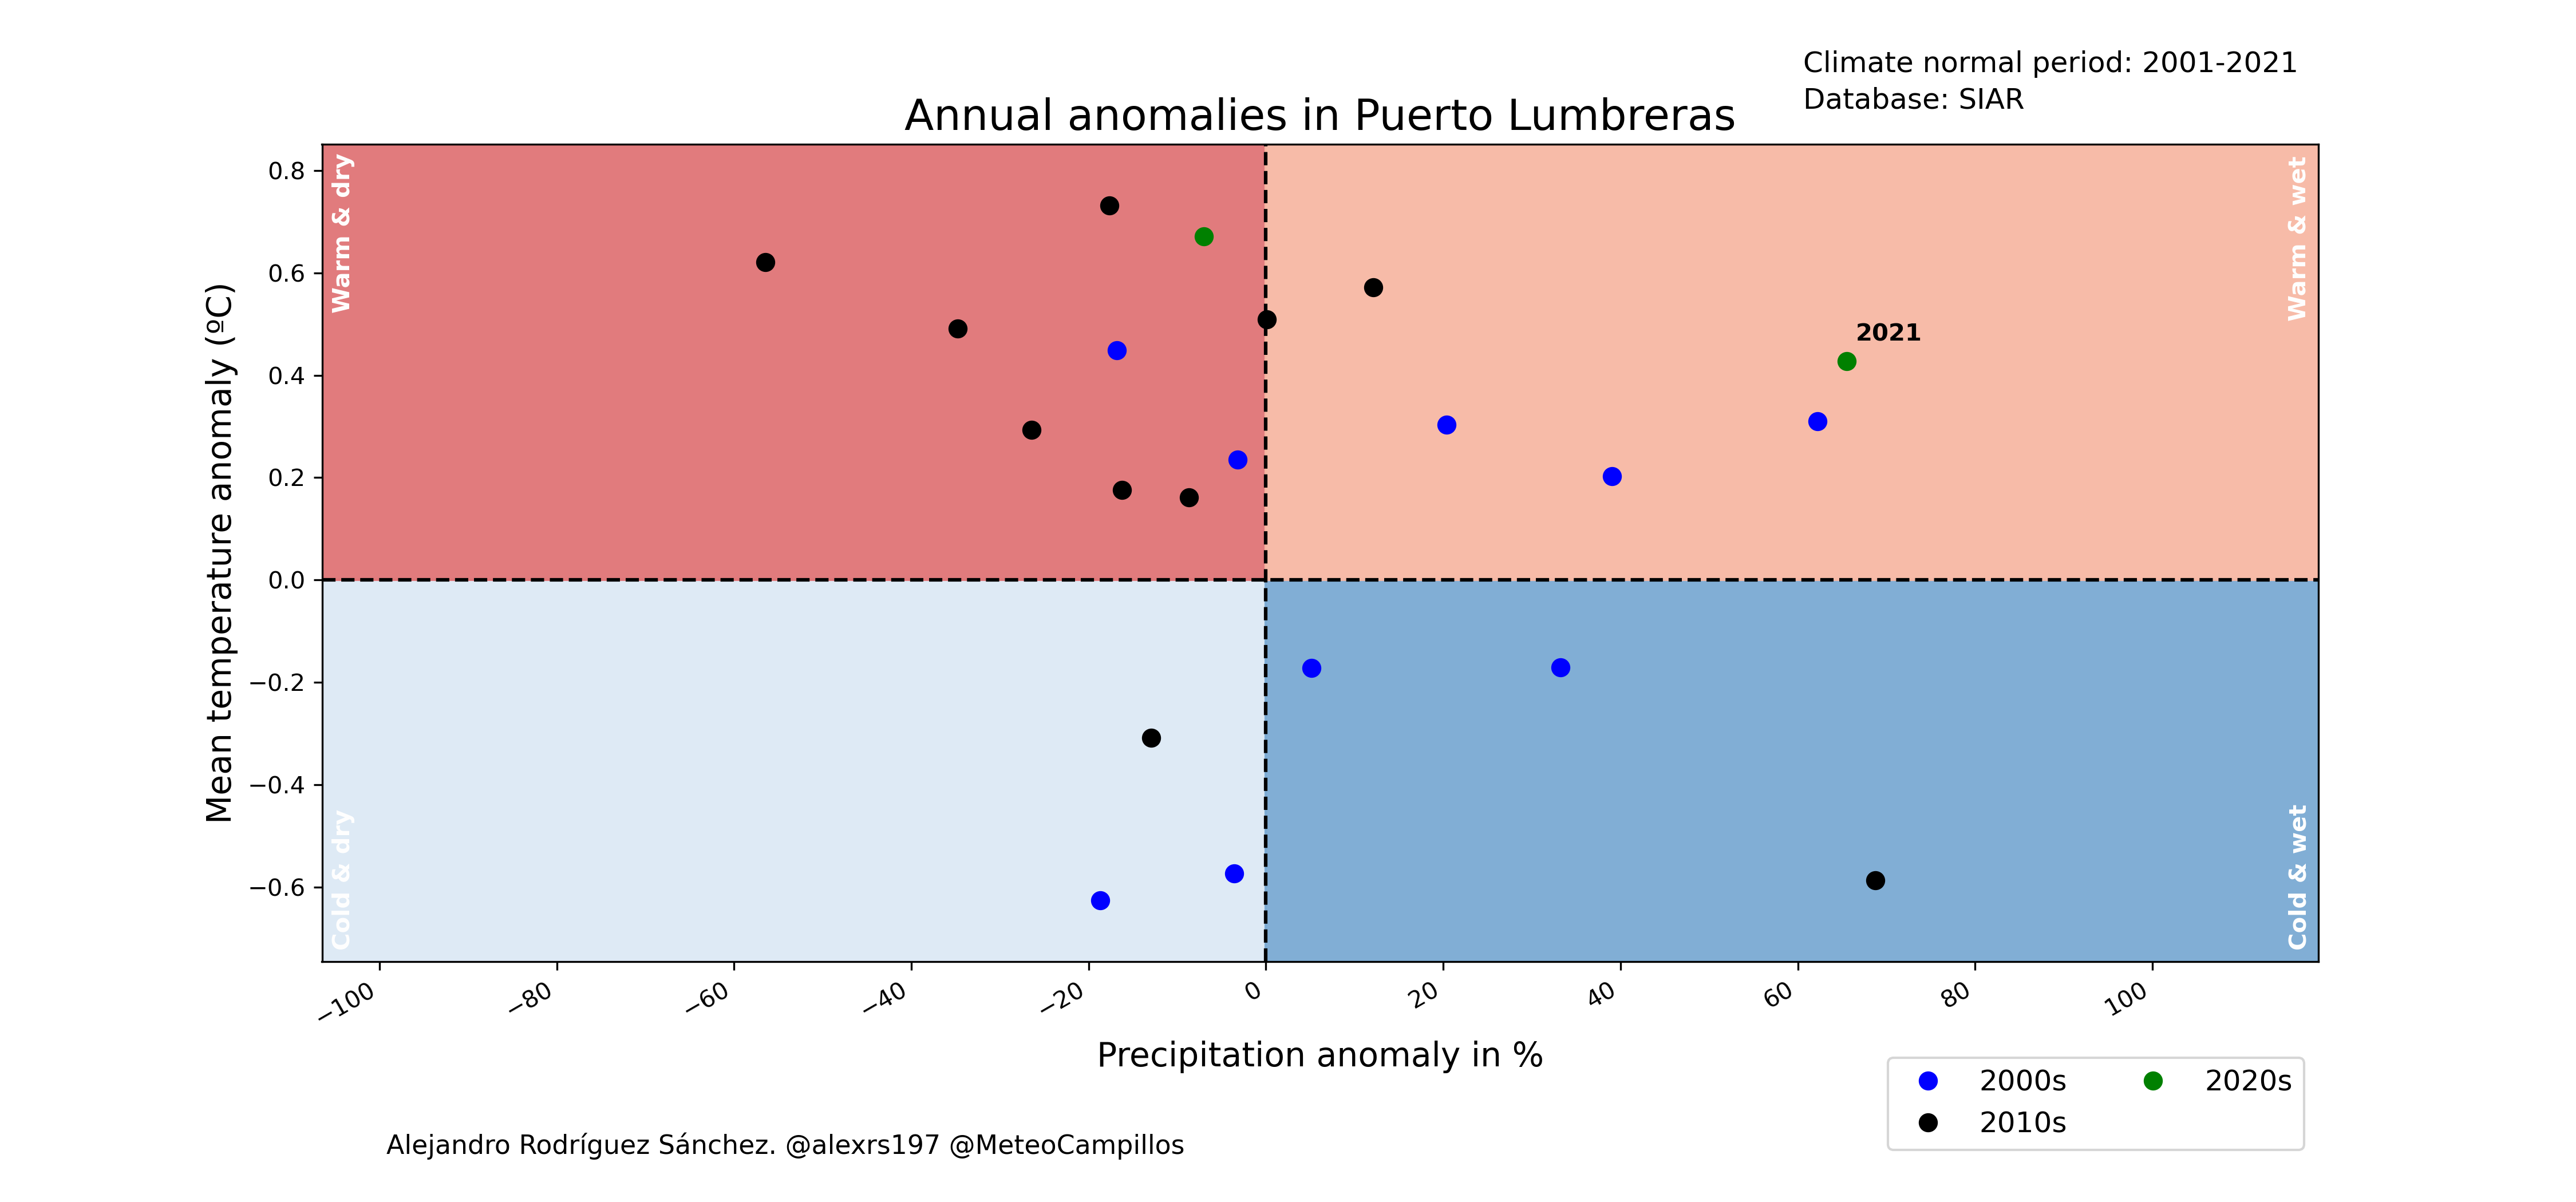 Climate normal period: 2001-2021
Database: SIAR
Annual anomalies in Puerto Lumbreras
Warm & dry
Warm & wet
2021
Cold & dry
Cold & wet
Mean temperature anomaly (ºC)
0.8
0.6
0.4
0.2
0.0
−0.2
−0.4
−0.6
−100
−80
−60
−40
−20
0
20
40
60
80
100
Precipitation anomaly in %
2000s
2020s
2010s
Alejandro Rodríguez Sánchez. @alexrs197 @MeteoCampillos